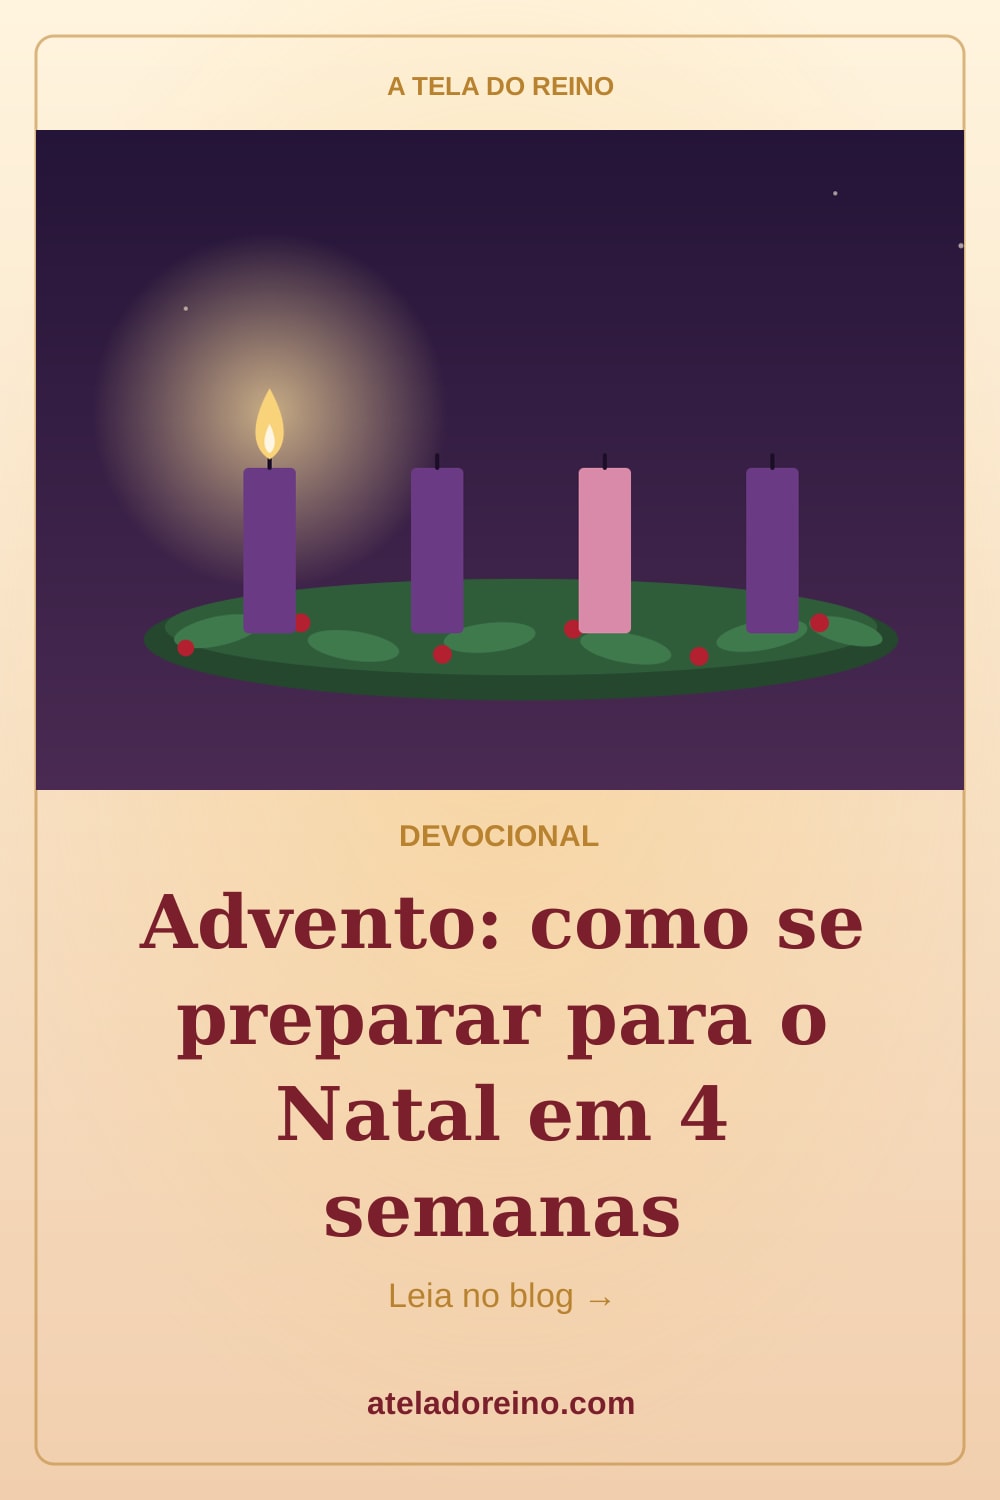 A TELA DO REINO
DEVOCIONAL
Advento: como se
preparar para o
Natal em 4
semanas
Leia no blog →
ateladoreino.com